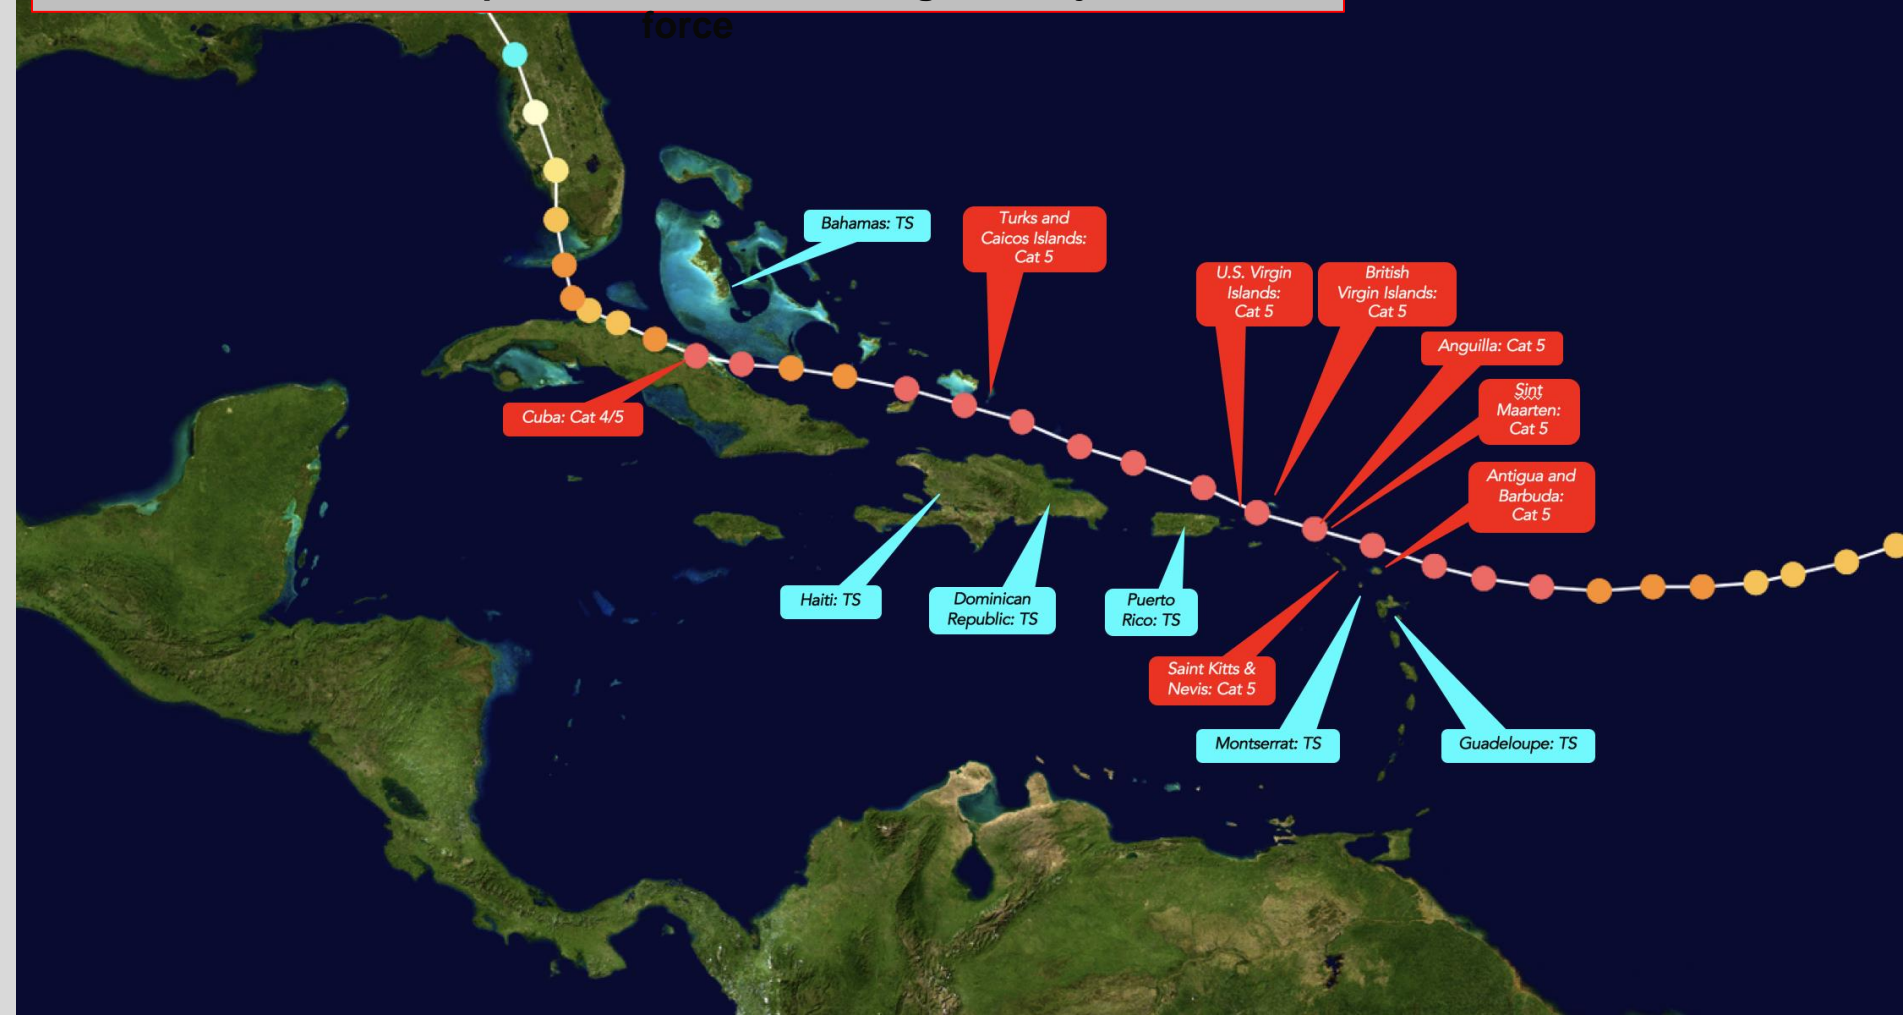 force
Bahamas: TS
Turks and
Caicos Islands:
Cat 5
U.S. Virgin
Islands:
Cat 5
British
Virgin Islands:
Cat 5
Anguilla: Cat 5
Sint
Maarten:
Cat 5
Cuba: Cat 4/5
Antigua and
Barbuda:
Cat 5
Haiti: TS
Dominican
Republic: TS
Puerto
Rico: TS
Saint Kitts &
Nevis: Cat 5
Montserrat: TS
Guadeloupe: TS